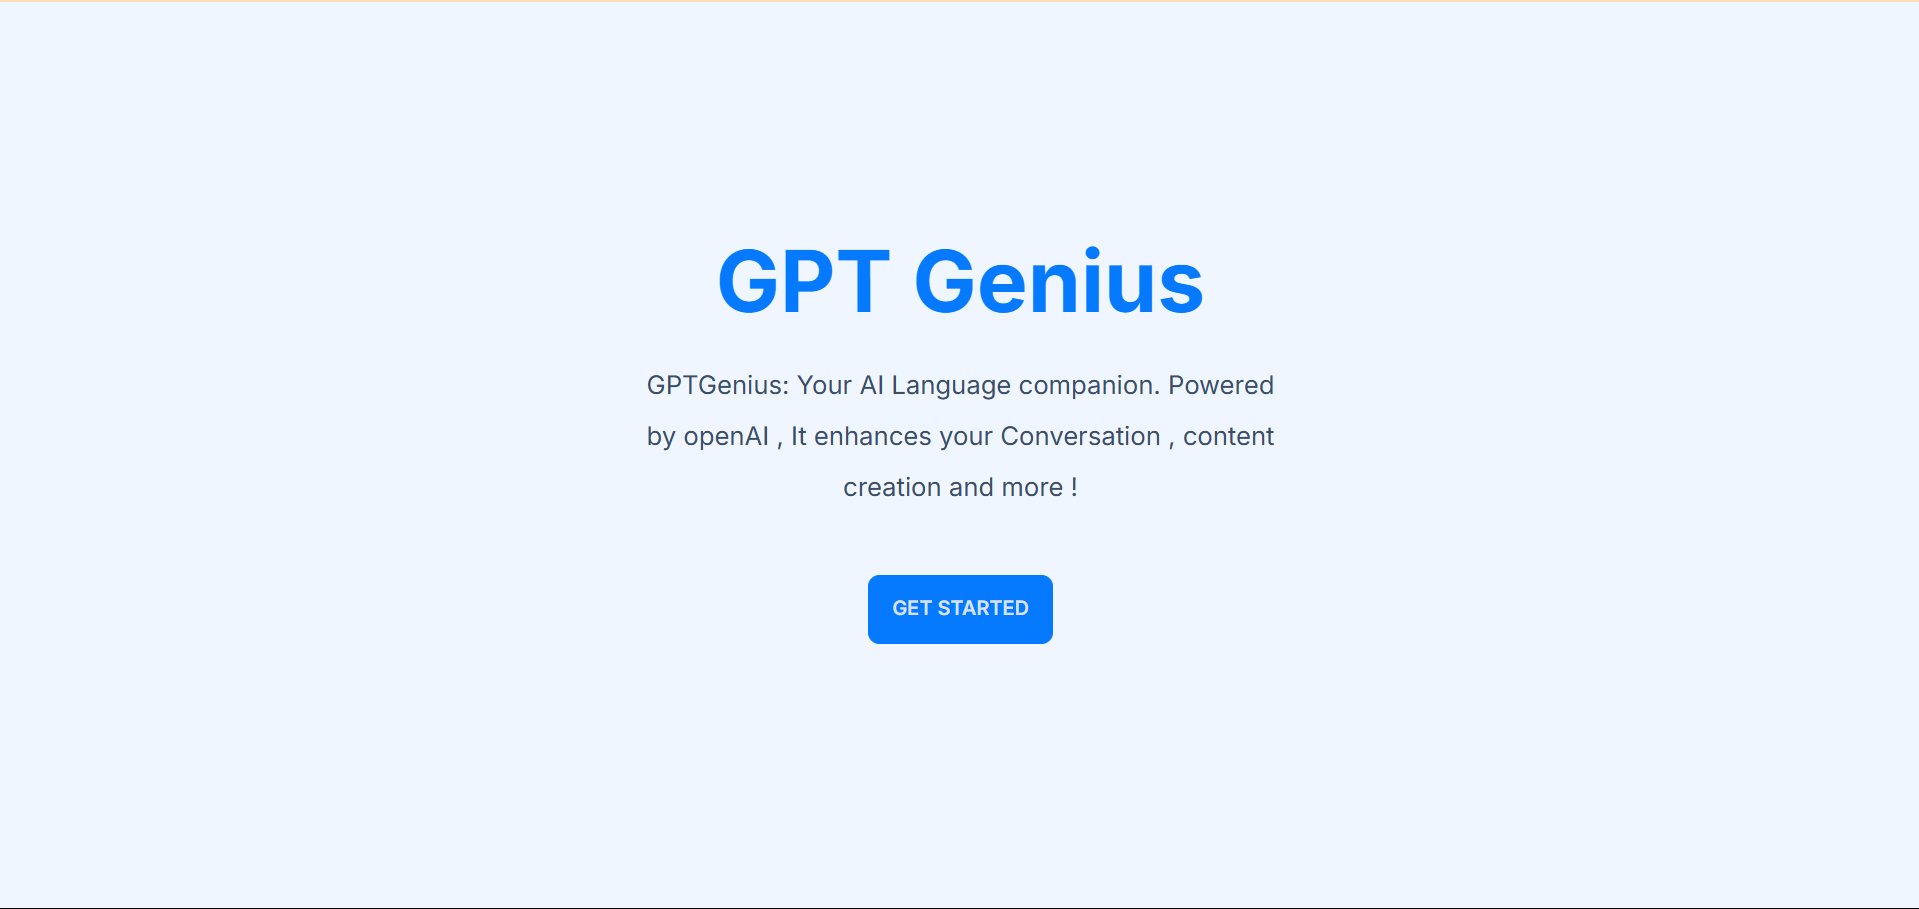 GPT Genius
GPTGenius: Your AI Language companion. Powered
by openAI , It enhances your Conversation , content
creation and more !
GET STARTED